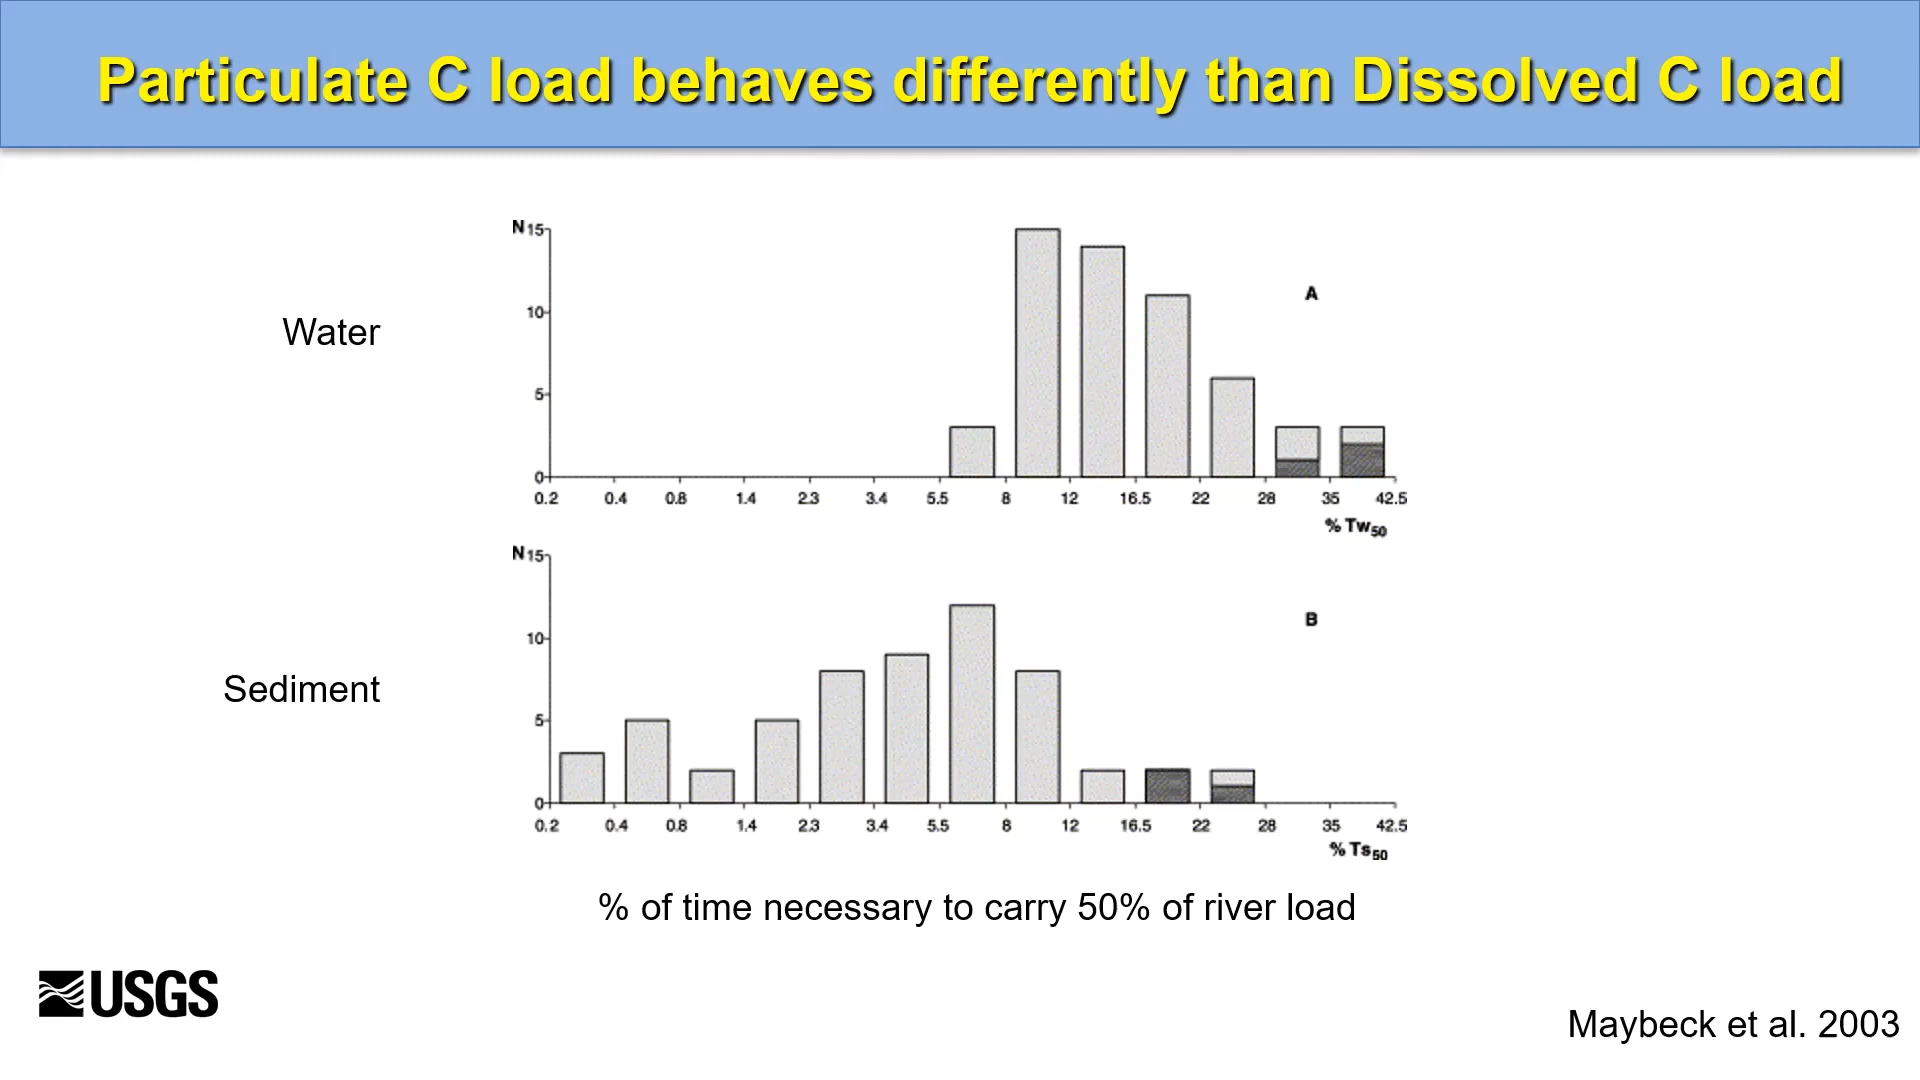 Particulate C load behaves differently than Dissolved C load
Water
N 15
10
5
0
A
0.2 0.4 0.8 1.4 2.3 3.4 5.5 8 12 16.5 22 28 35 42.5
% Tw50
Sediment
N 15
10
5
0
B
0.2 0.4 0.8 1.4 2.3 3.4 5.5 8 12 16.5 22 28 35 42.5
% Ts50
% of time necessary to carry 50% of river load
USGS
Maybeck et al. 2003